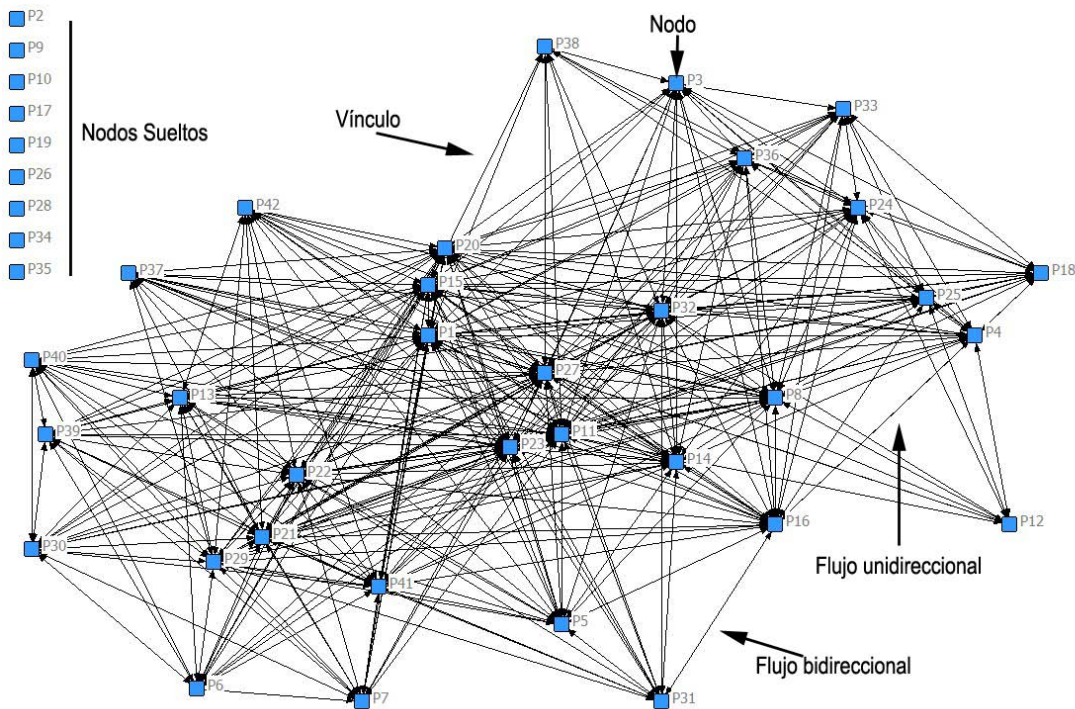 P2
P9
P10
P17
P19
P26
P28
P34
P35
Nodos Sueltos
Nodo
P38
P3
P33
Vínculo
P36
P42
P24
P20
P37
P15
P18
P25
P32
P1
P4
P40
P27
P13
P8
P39
P11
P23
P14
P22
P16
P12
P21
P30
P29
Flujo unidireccional
P41
P5
Flujo bidireccional
P6
P7
P31